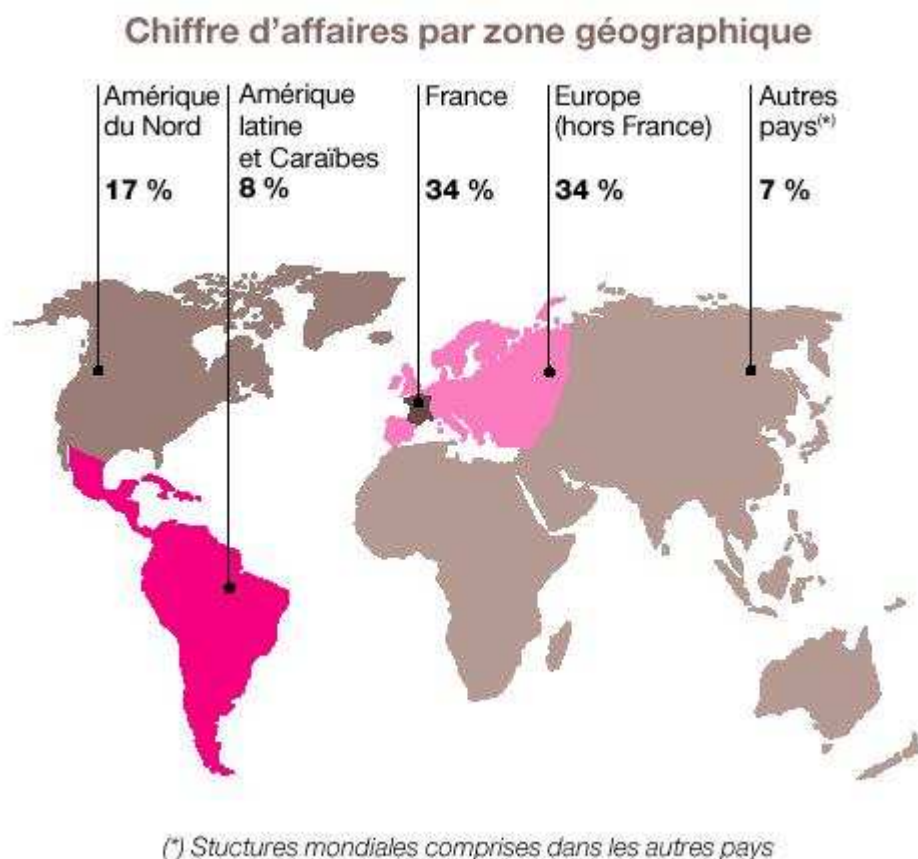 Chiffre d'affaires par zone géographique
Amérique
du Nord
17 %
Amérique
latine
et Caraïbes
8 %
France
34 %
Europe
(hors France)
34 %
Autres
pays(*)
7 %
(*) Stuctures mondiales comprises dans les autres pays